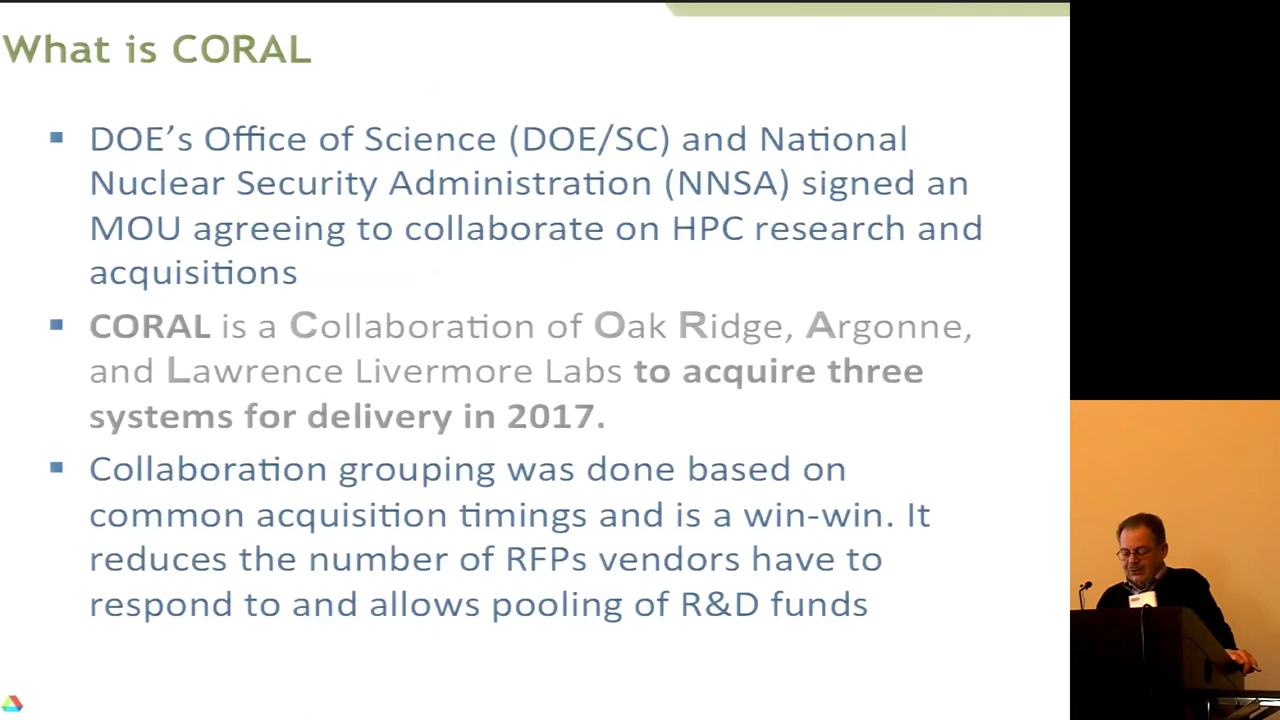 What is CORAL
DOE’s Office of Science (DOE/SC) and National
Nuclear Security Administration (NNSA) signed an
MOU agreeing to collaborate on HPC research and
acquisitions
CORAL is a Collaboration of Oak Ridge, Argonne,
and Lawrence Livermore Labs to acquire three
systems for delivery in 2017.
Collaboration grouping was done based on
common acquisition timings and is a win-win. It
reduces the number of RFPs vendors have to
respond to and allows pooling of R&D funds